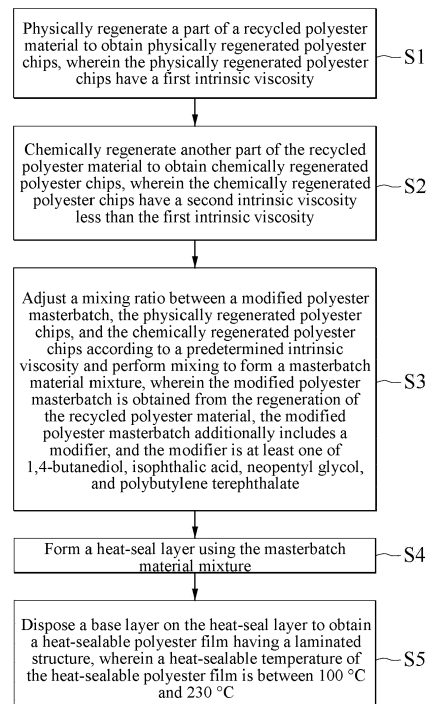 Physically regenerate a part of a recycled polyester
material to obtain physically regenerated polyester
chips, wherein the physically regenerated polyester
chips have a first intrinsic viscosity
S1
Chemically regenerate another part of the recycled
polyester material to obtain chemically regenerated
polyester chips, wherein the chemically regenerated
polyester chips have a second intrinsic viscosity
less than the first intrinsic viscosity
S2
Adjust a mixing ratio between a modified polyester
masterbatch, the physically regenerated polyester
chips, and the chemically regenerated polyester
chips according to a predetermined intrinsic
viscosity and perform mixing to form a masterbatch
material mixture, wherein the modified polyester
masterbatch is obtained from the regeneration of
the recycled polyester material, the modified
polyester masterbatch additionally includes a
modifier, and the modifier is at least one of
1,4-butanediol, isophthalic acid, neopentyl glycol,
and polybutylene terephthalate
S3
Form a heat-seal layer using the masterbatch
material mixture
S4
Dispose a base layer on the heat-seal layer to obtain
a heat-sealable polyester film having a laminated
structure, wherein a heat-sealable temperature of
the heat-sealable polyester film is between 100 °C
and 230 °C
S5